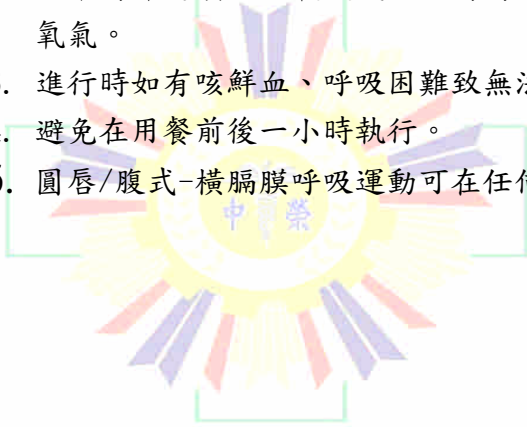 氧氣。
進行時如有咳鮮血、呼吸困難致無法
避免在用餐前後一小時執行。
圓唇/腹式-橫膈膜呼吸運動可在任
中 榮